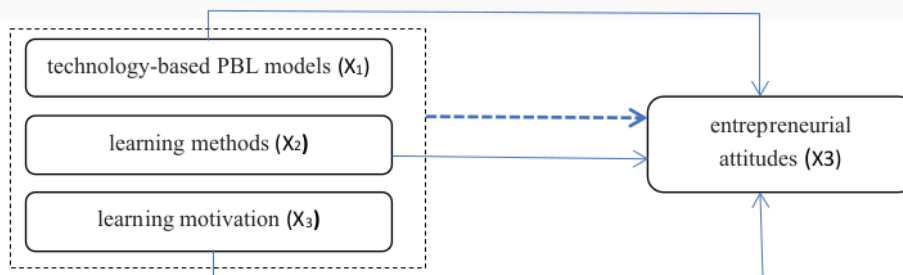 technology-based PBL models (X₁)
learning methods (X₂)
learning motivation (X₃)
entrepreneurial
attitudes (X3)